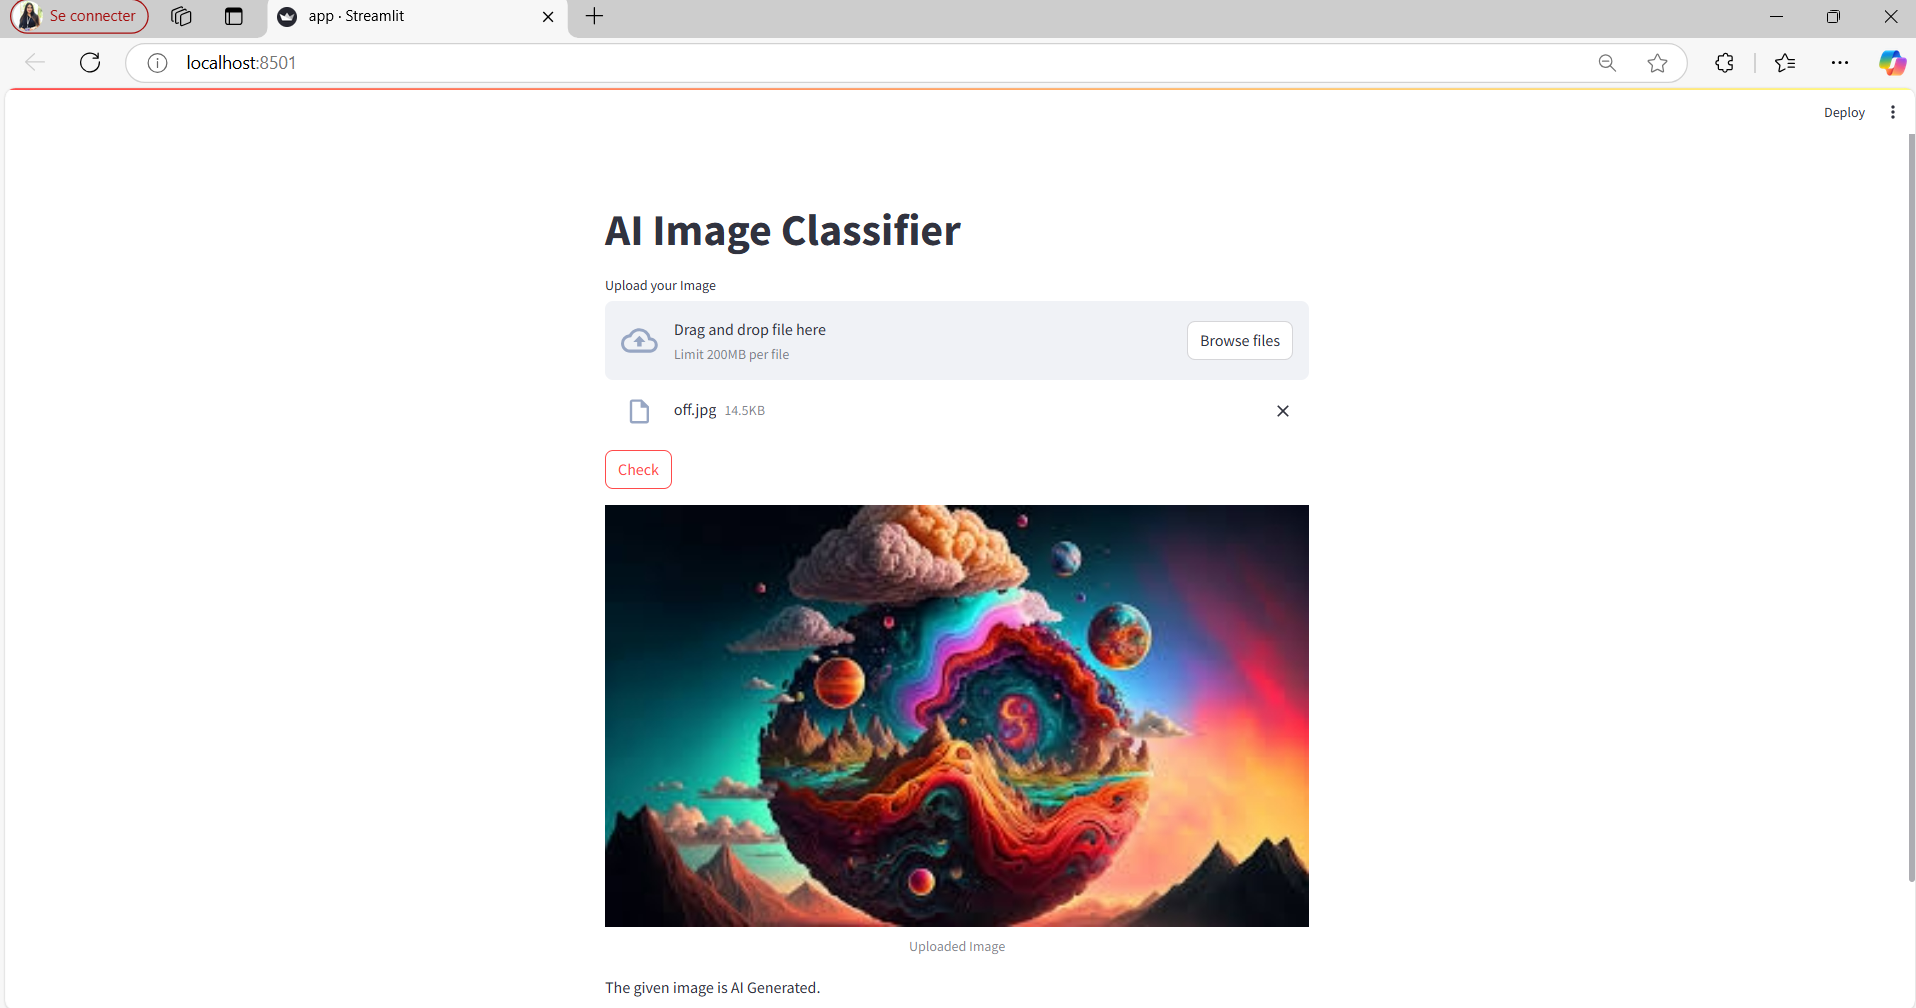 Se connecter
app · Streamlit
localhost:8501
Deploy
AI Image Classifier
Upload your Image
Drag and drop file here
Limit 200MB per file
Browse files
off.jpg 14.5KB
Check
Uploaded Image
The given image is AI Generated.